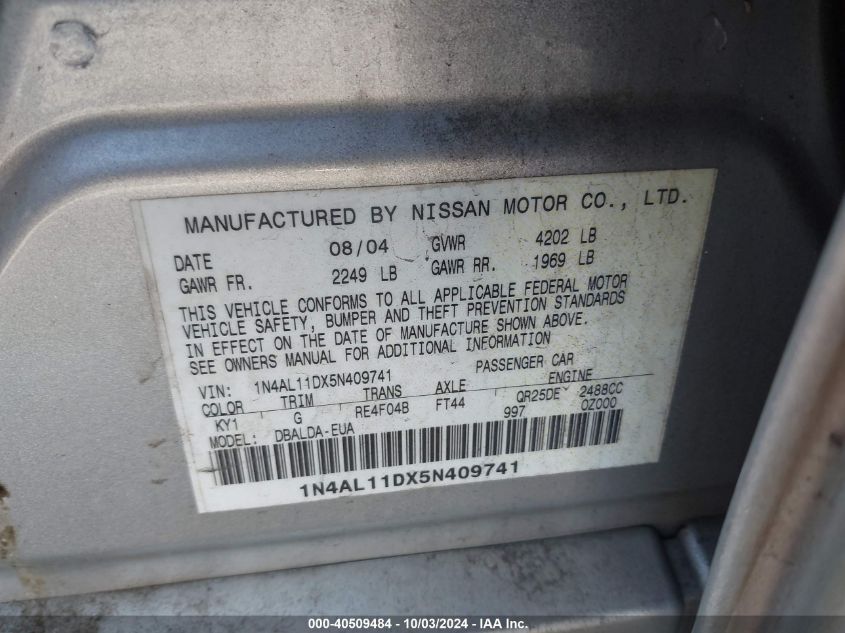 MANUFACTURED BY NISSAN MOTOR CO., LTD.
DATE 08/04 GVWR 4202 LB
GAWR FR. 2249 LB GAWR RR. 1969 LB
THIS VEHICLE CONFORMS TO ALL APPLICABLE FEDERAL MOTOR
VEHICLE SAFETY, BUMPER AND THEFT PREVENTION STANDARDS
IN EFFECT ON THE DATE OF MANUFACTURE SHOWN ABOVE.
SEE OWNERS MANUAL FOR ADDITIONAL INFORMATION
VIN: 1N4AL11DX5N409741 PASSENGER CAR
COLOR TRIM TRANS AXLE ENGINE
KY1 G RE4F04B FT44 QR25DE 2488CC
MODEL: DBALDA-EUA 997 0Z000
1N4AL11DX5N409741
000-40509484 - 10/03/2024 - IAA Inc.